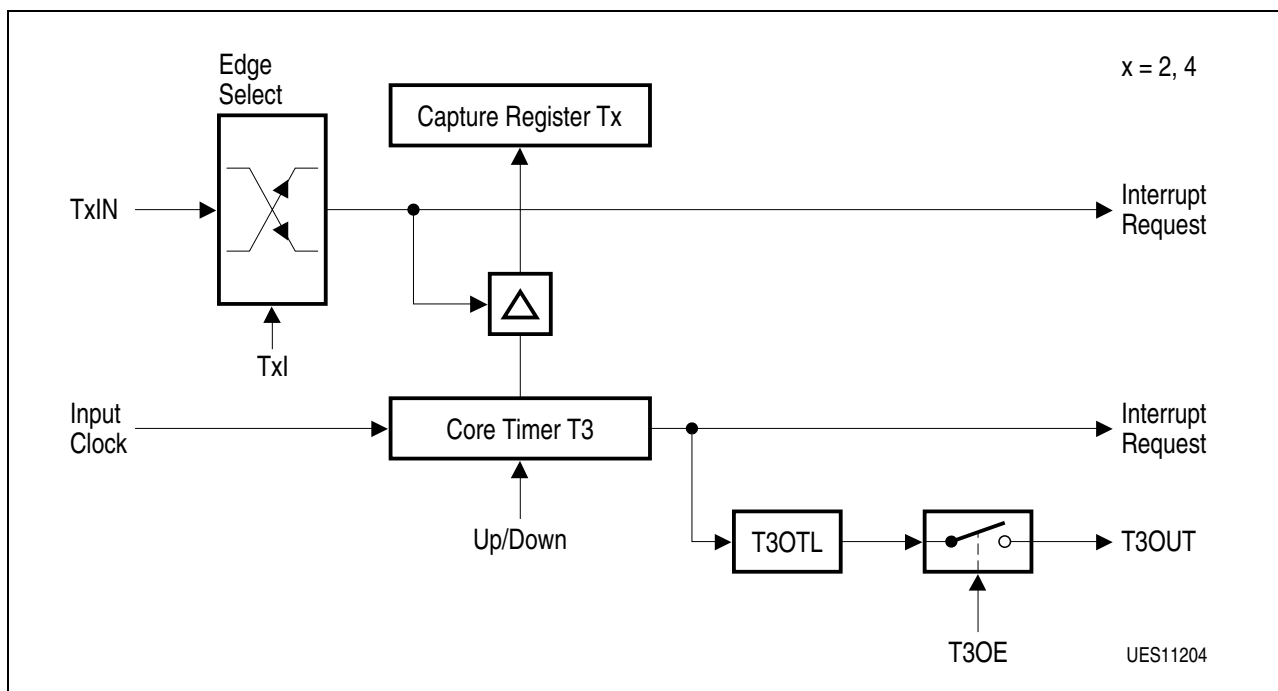 Edge
Select
x = 2, 4
Capture Register Tx
TxIN
Interrupt
Request
TxI
Input
Clock
Core Timer T3
Interrupt
Request
Up/Down
T3OTL
T3OUT
T3OE
UES11204